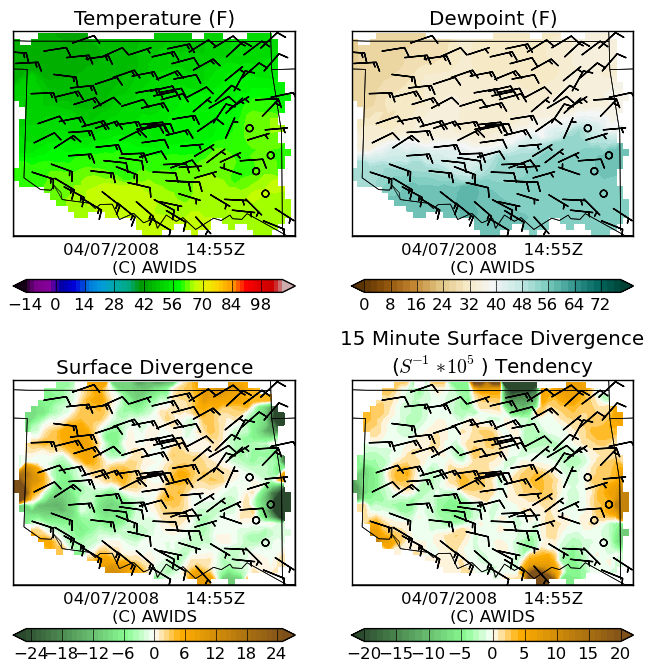 Temperature (F)
Dewpoint (F)
04/07/2008 14:55Z
(C) AWIDS
−14 0 14 28 42 56 70 84 98
04/07/2008 14:55Z
(C) AWIDS
0 8 16 24 32 40 48 56 64 72
Surface Divergence
15 Minute Surface Divergence
(S⁻¹ ∗10⁵ ) Tendency
04/07/2008 14:55Z
(C) AWIDS
−24−18−12 −6 0 6 12 18 24
04/07/2008 14:55Z
(C) AWIDS
−20−15−10 −5 0 5 10 15 20